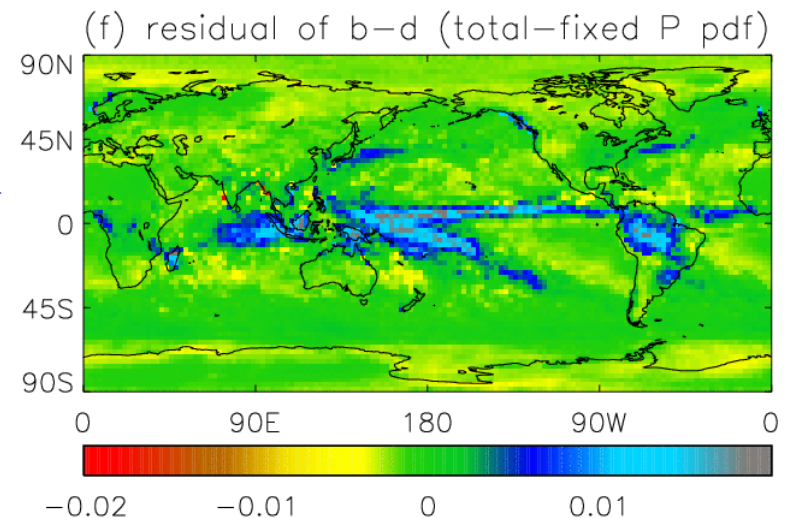 (f) residual of b-d (total-fixed P pdf)
90N
45N
0
45S
90S
0 90E 180 90W 0
-0.02 -0.01 0 0.01